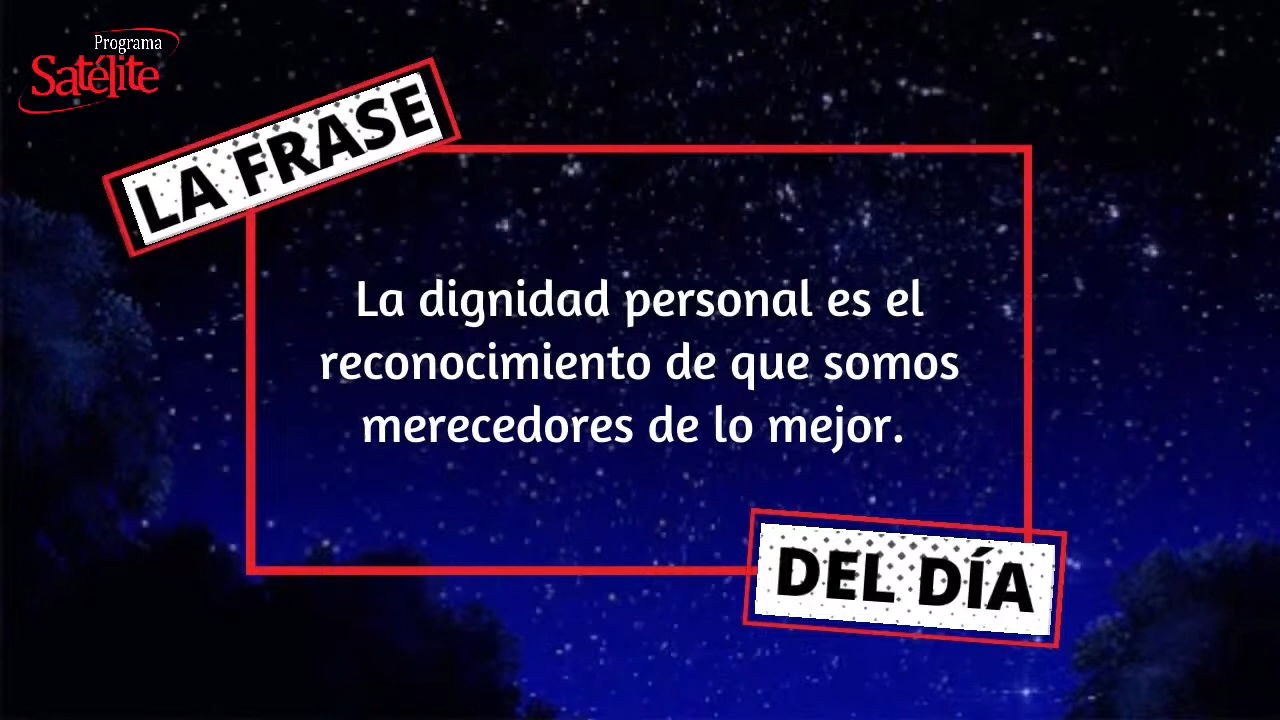 Programa
Satélite
LA FRASE
La dignidad personal es el
reconocimiento de que somos
merecedores de lo mejor.
DEL DÍA